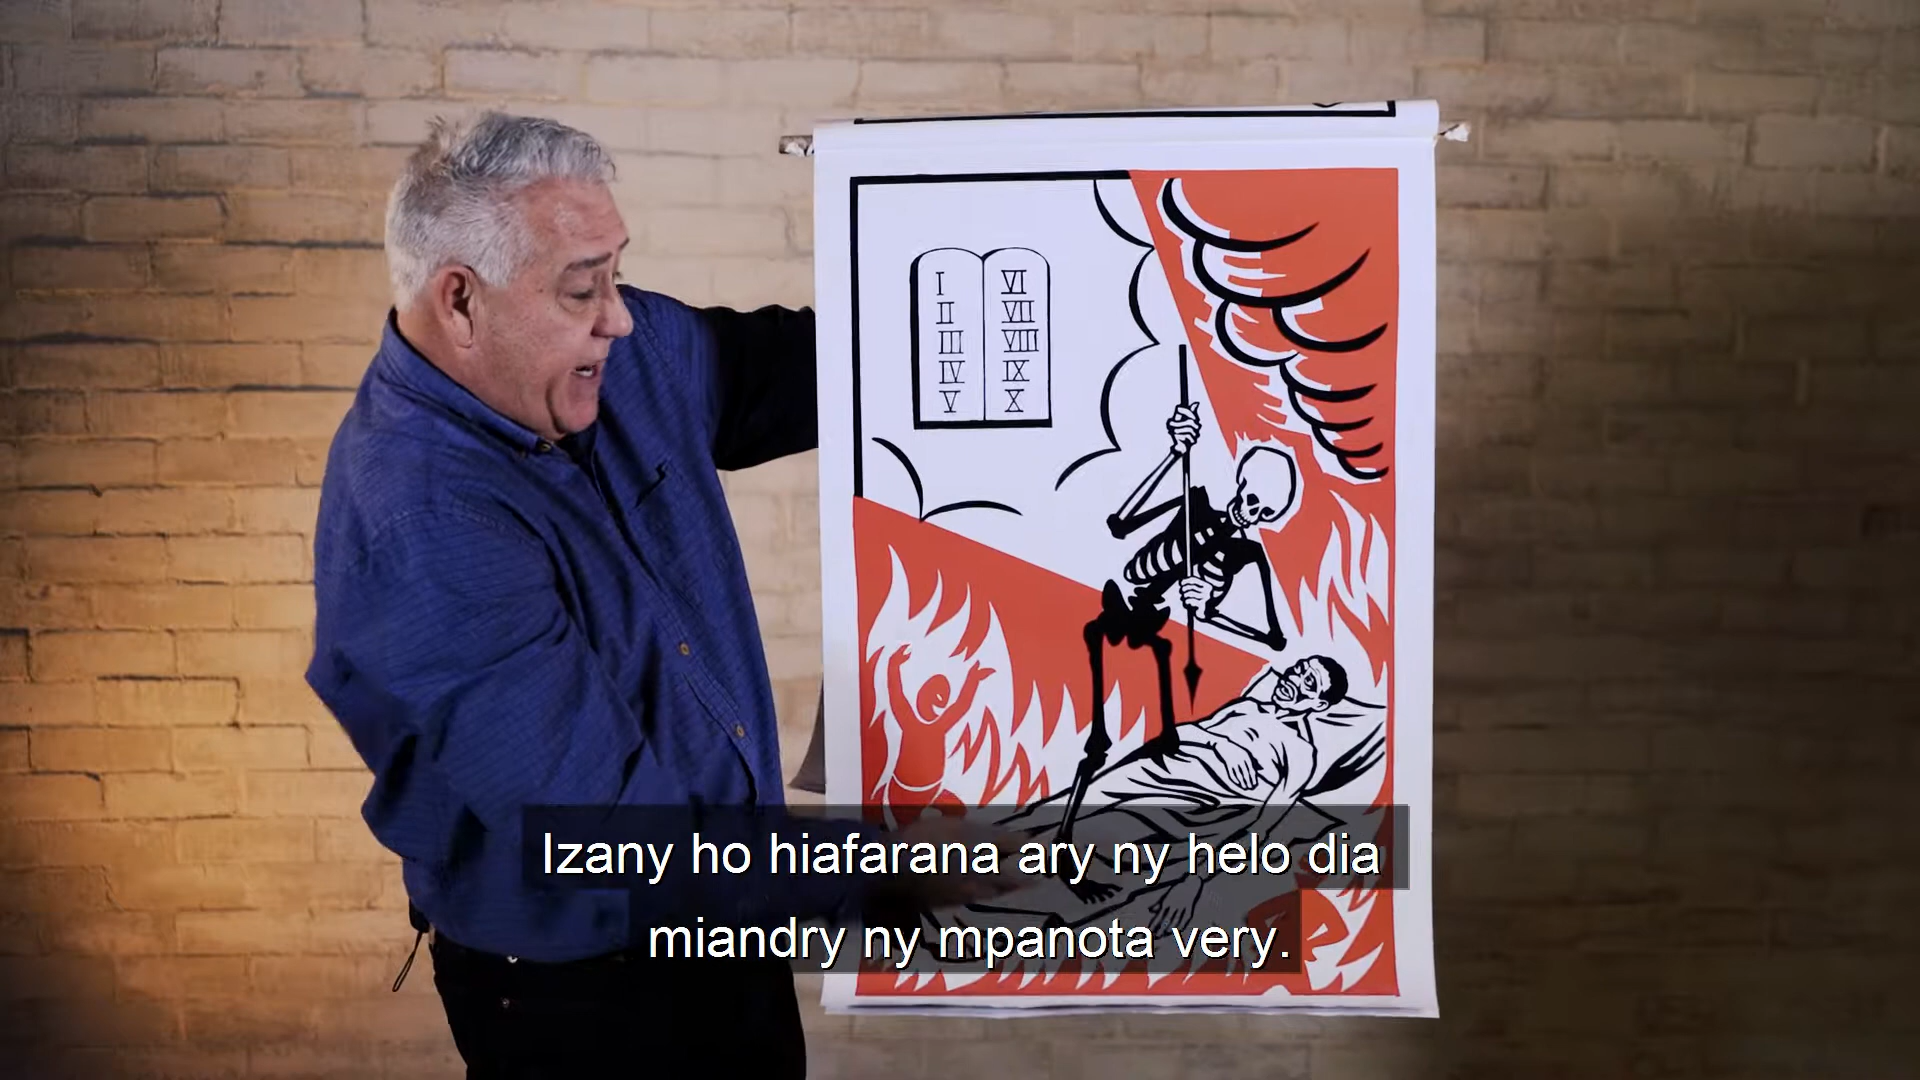 I VI
II VII
III VIII
IV IX
V X
Izany ho hiafarana ary ny helo dia
miandry ny mpanota very.